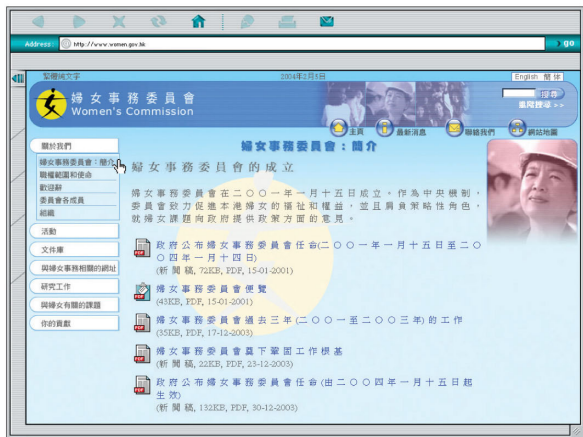 Address: http://www.women.gov.hk
go
繁體純文字
2004年2月5日
English 簡体
婦女事務委員會
Women's Commission
搜尋
進階搜尋 >>
主頁
最新消息
聯絡我們
網站地圖
關於我們
婦女事務委員會：簡介
職權範圍和使命
歡迎辭
委員會各成員
組織
活動
文件庫
與婦女事務相關的網址
研究工作
與婦女有關的課題
你的貢獻
婦女事務委員會：簡介
婦女事務委員會的成立
婦女事務委員會在二〇〇一年一月十五日成立。作為中央機制，
委員會致力促進本港婦女的福祉和權益，並且肩負策略性角色，
就婦女課題向政府提供政策方面的意見。
政府公布婦女事務委員會任命(二〇〇一年一月十五日至二〇
〇四年一月十四日)
(新聞稿, 72KB, PDF, 15-01-2001)
婦女事務委員會便覽
(43KB, PDF, 15-01-2001)
婦女事務委員會過去三年(二〇〇一至二〇〇三年)的工作
(35KB, PDF, 17-12-2003)
婦女事務委員會奠下鞏固工作根基
(新聞稿, 22KB, PDF, 23-12-2003)
政府公布婦女事務委員會任命(由二〇〇四年一月十五日起
生效)
(新聞稿, 132KB, PDF, 30-12-2003)